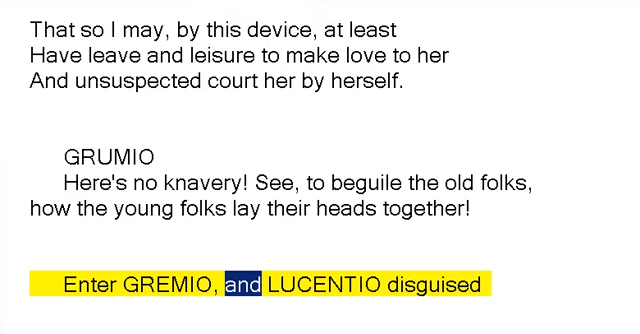 That so I may, by this device, at least
Have leave and leisure to make love to her
And unsuspected court her by herself.
GRUMIO
Here's no knavery! See, to beguile the old folks,
how the young folks lay their heads together!
Enter GREMIO, and LUCENTIO disguised